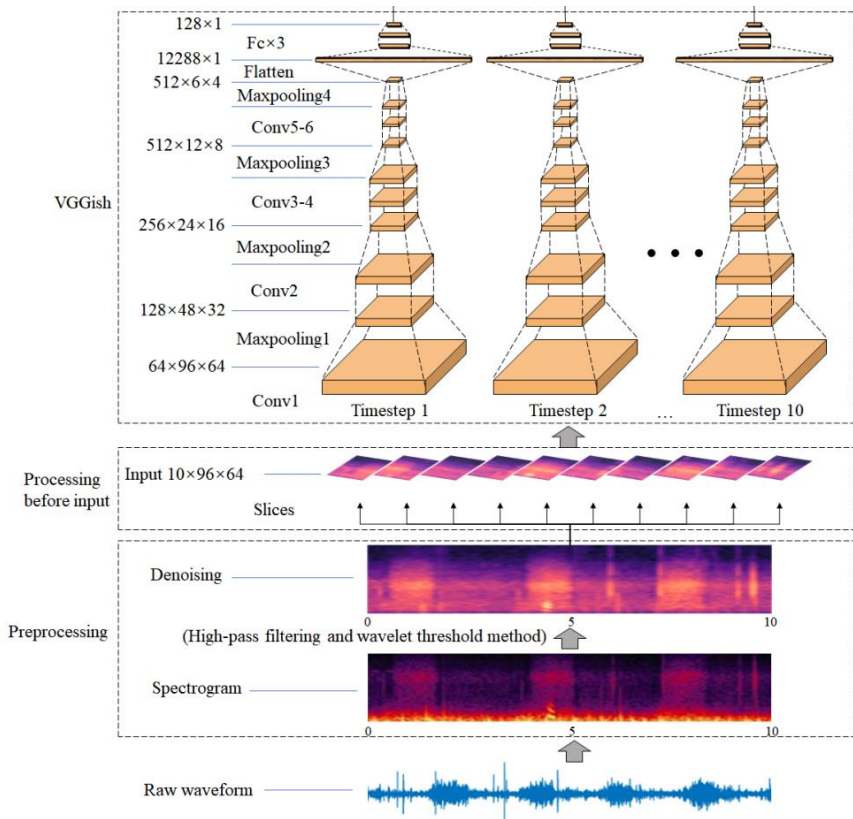 128×1
Fc×3
12288×1
Flatten
512×6×4
Maxpooling4
Conv5-6
512×12×8
Maxpooling3
Conv3-4
VGGish
256×24×16
Maxpooling2
Conv2
128×48×32
Maxpooling1
64×96×64
Conv1
Timestep 1
Timestep 2
...
Timestep 10
Processing
before input
Input 10×96×64
Slices
Denoising
0
5
10
Preprocessing
(High-pass filtering and wavelet threshold method)
Spectrogram
0
5
10
Raw waveform